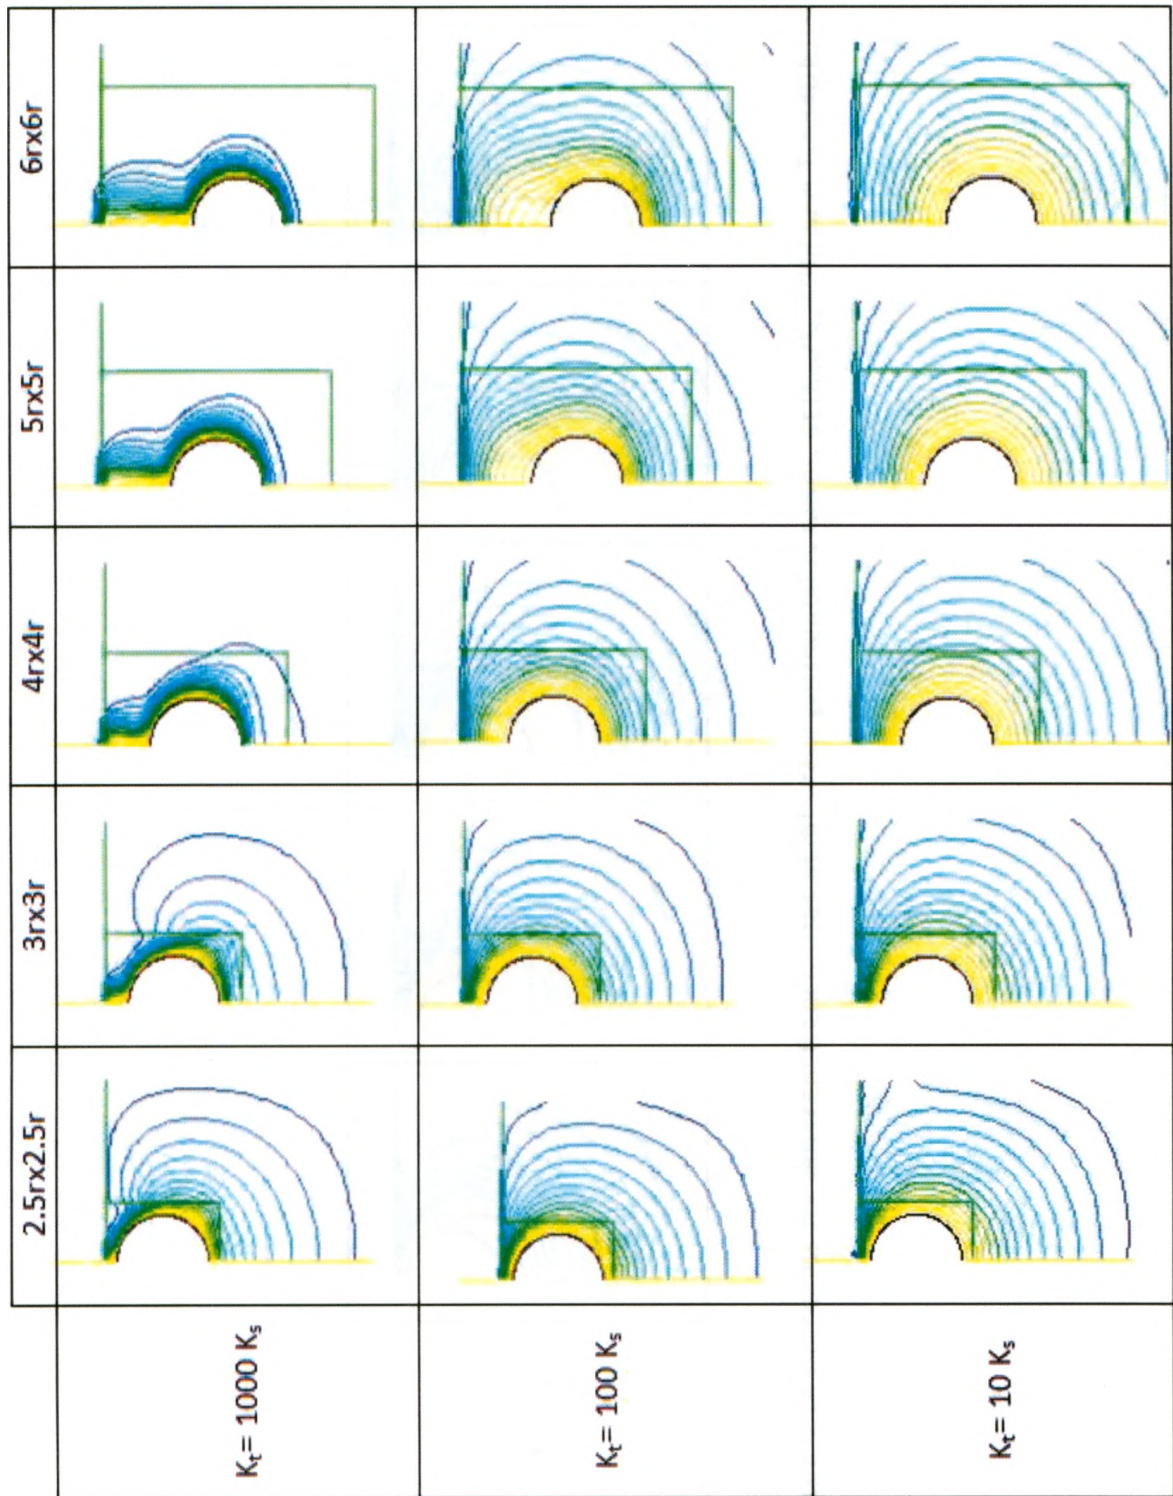 2.5rx2.5r
3rx3r
4rx4r
5rx5r
6rx6r
Kt= 1000 Ks
Kt= 100 Ks
Kt= 10 Ks